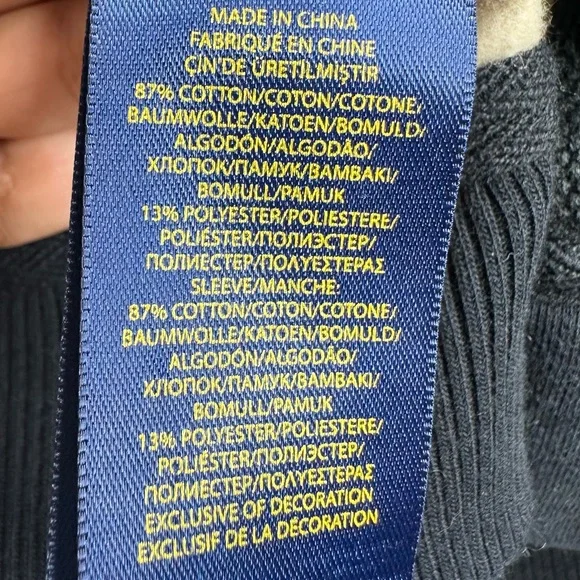 MADE IN CHINA
FABRIQUÉ EN CHINE
ÇİN'DE ÜRETİLMİŞTİR
87% COTTON/COTON/COTONE/
BAUMWOLLE/KATOEN/BOMULD/
ALGODÓN/ALGODÃO/
ХЛОПОК/ПАМУК/ΒΑΜΒΑΚΙ/
BOMULL/PAMUK
13% POLYESTER/POLIESTERE/
POLIÉSTER/ПОЛИЭСТЕР/
ПОЛИЕСТЕР/ΠΟΛΥΕΣΤΕΡΑΣ
SLEEVE/MANCHE:
87% COTTON/COTON/COTONE/
BAUMWOLLE/KATOEN/BOMULD/
ALGODÓN/ALGODÃO/
ХЛОПОК/ПАМУК/ΒΑΜΒΑΚΙ/
BOMULL/PAMUK
13% POLYESTER/POLIESTERE/
POLIÉSTER/ПОЛИЭСТЕР/
ПОЛИЕСТЕР/ΠΟΛΥΕΣΤΕΡΑΣ
EXCLUSIVE OF DECORATION
EXCLUSIF DE LA DÉCORATION